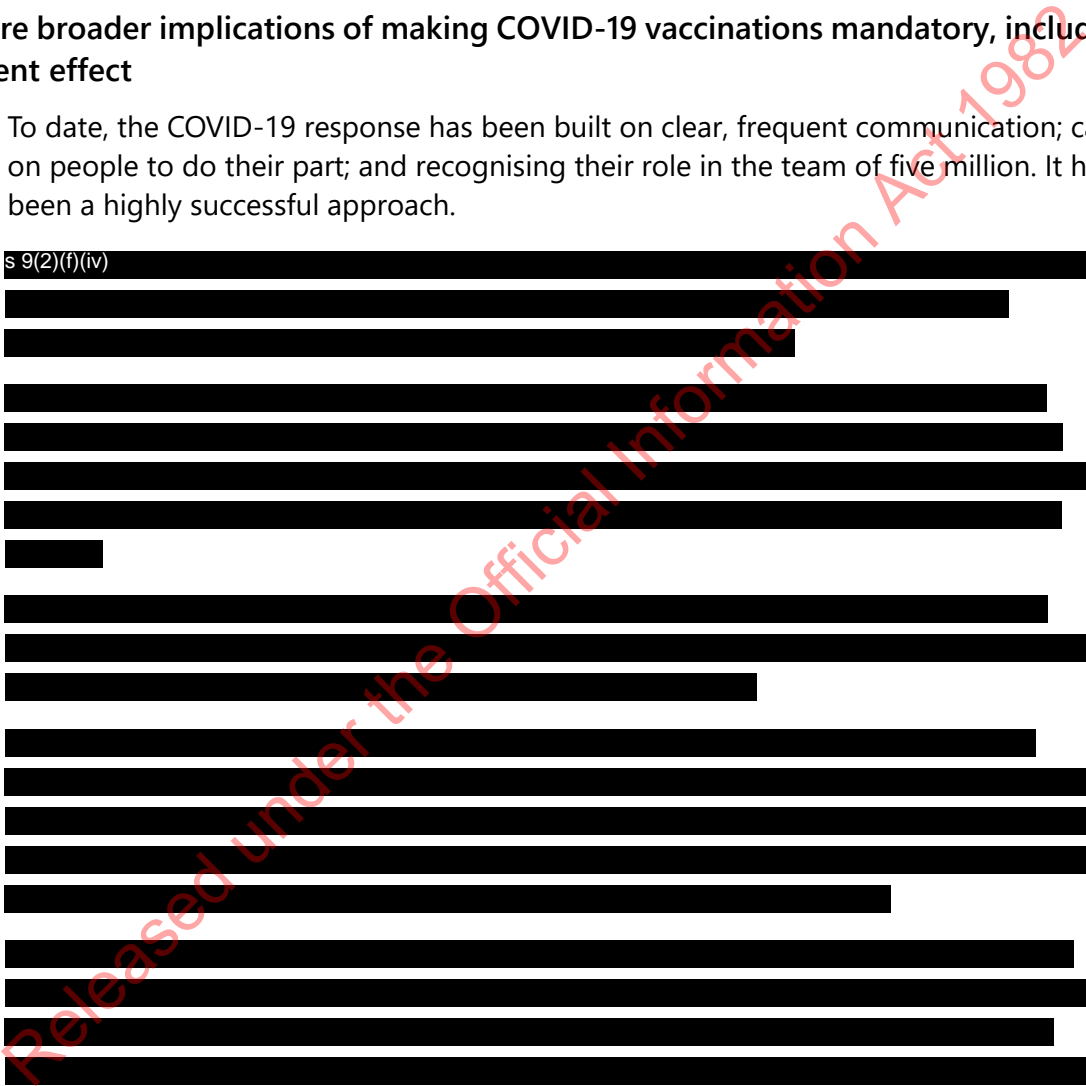 re broader implications of making COVID-19 vaccinations mandatory, includ
ent effect
To date, the COVID-19 response has been built on clear, frequent communication; ca
on people to do their part; and recognising their role in the team of five million. It h
been a highly successful approach.
s 9(2)(f)(iv)
Released under the Official Information Act 1982